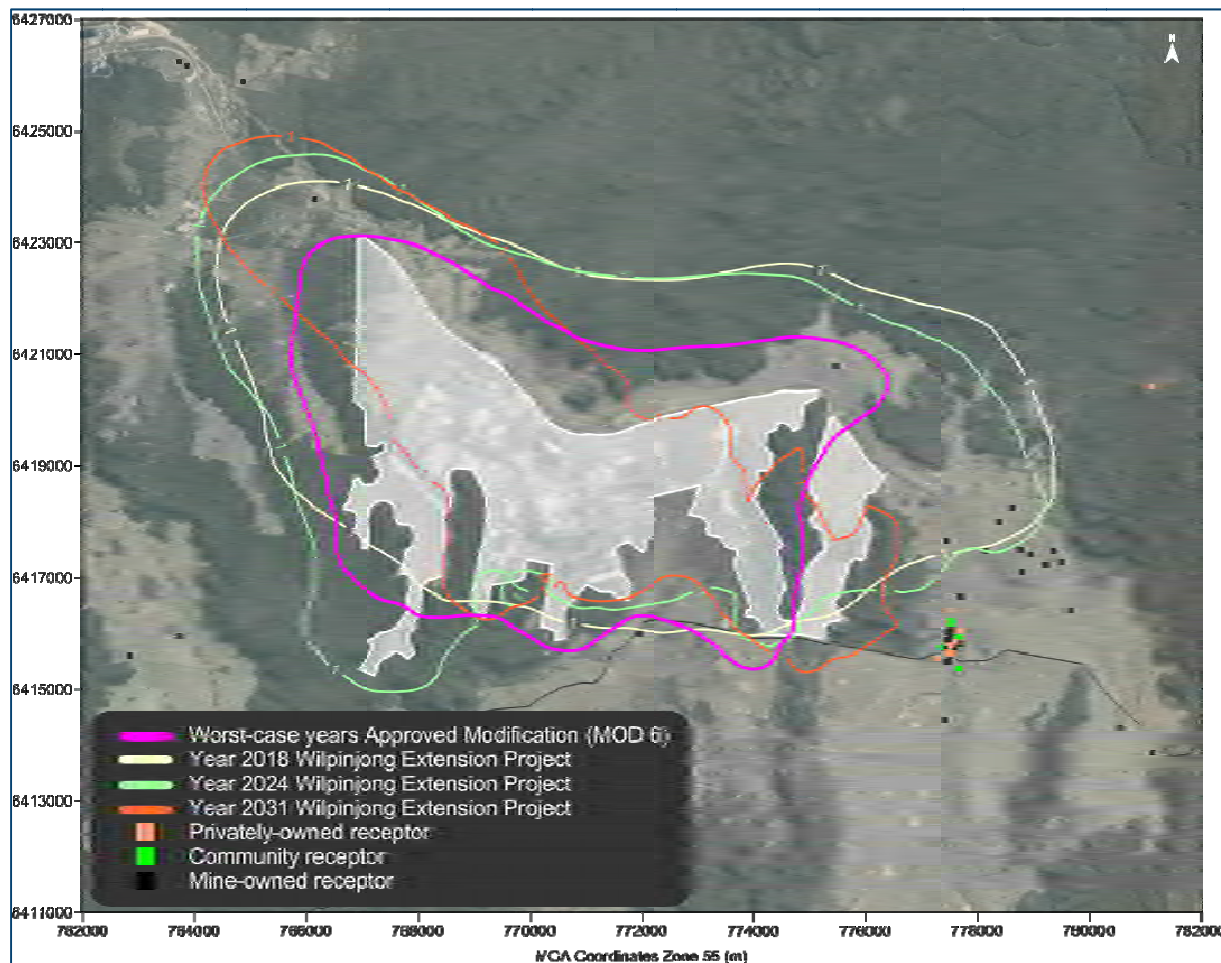 6427000
6425000
6423000
6421000
6419000
6417000
6415000
6413000
6411000
N
Worst-case years Approved Modification (MOD 6)
Year 2018 Wilpinjong Extension Project
Year 2024 Wilpinjong Extension Project
Year 2031 Wilpinjong Extension Project
Privately-owned receptor
Community receptor
Mine-owned receptor
782000 784000 766000 768000 770000 772000 774000 776000 778000 780000 782000
MGA Coordinates Zone 55 (m)